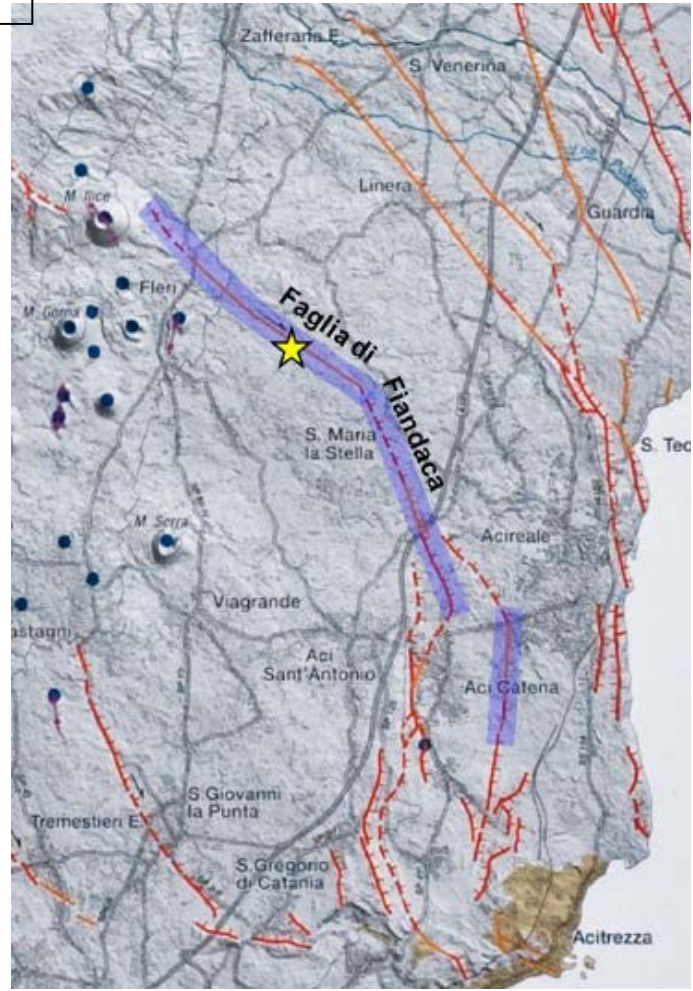 Zafferana E.
S. Venerina
Linera
M. Ilice
Guardia
Fleri
M. Gorna
Faglia di
Fiandaca
S. Maria
la Stella
S. Tec
M. Serra
Acireale
Viagrande
astagni
Aci
Sant'Antonio
Aci Catena
S. Giovanni
la Punta
Tremestieri E.
S. Gregorio
di Catania
Acitrezza